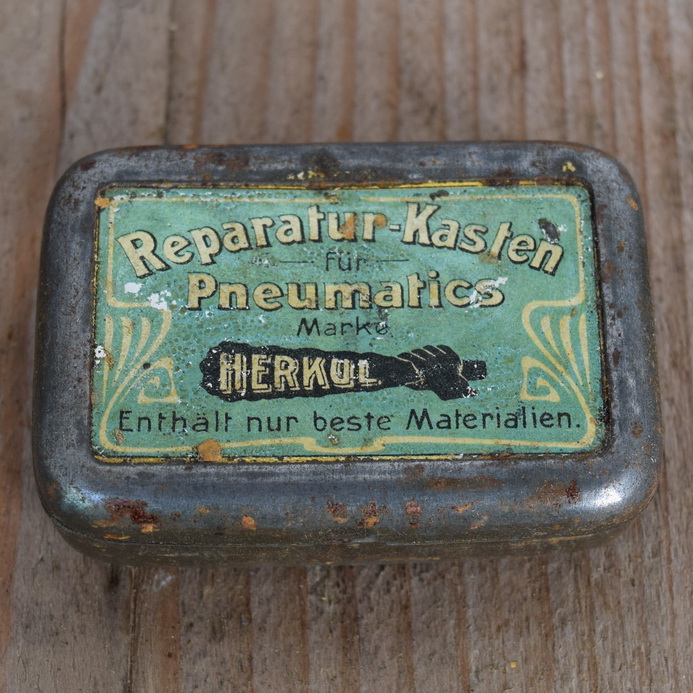 Reparatur-Kasten
für
Pneumatics
Marke
HERKUL
Enthält nur beste Materialien.